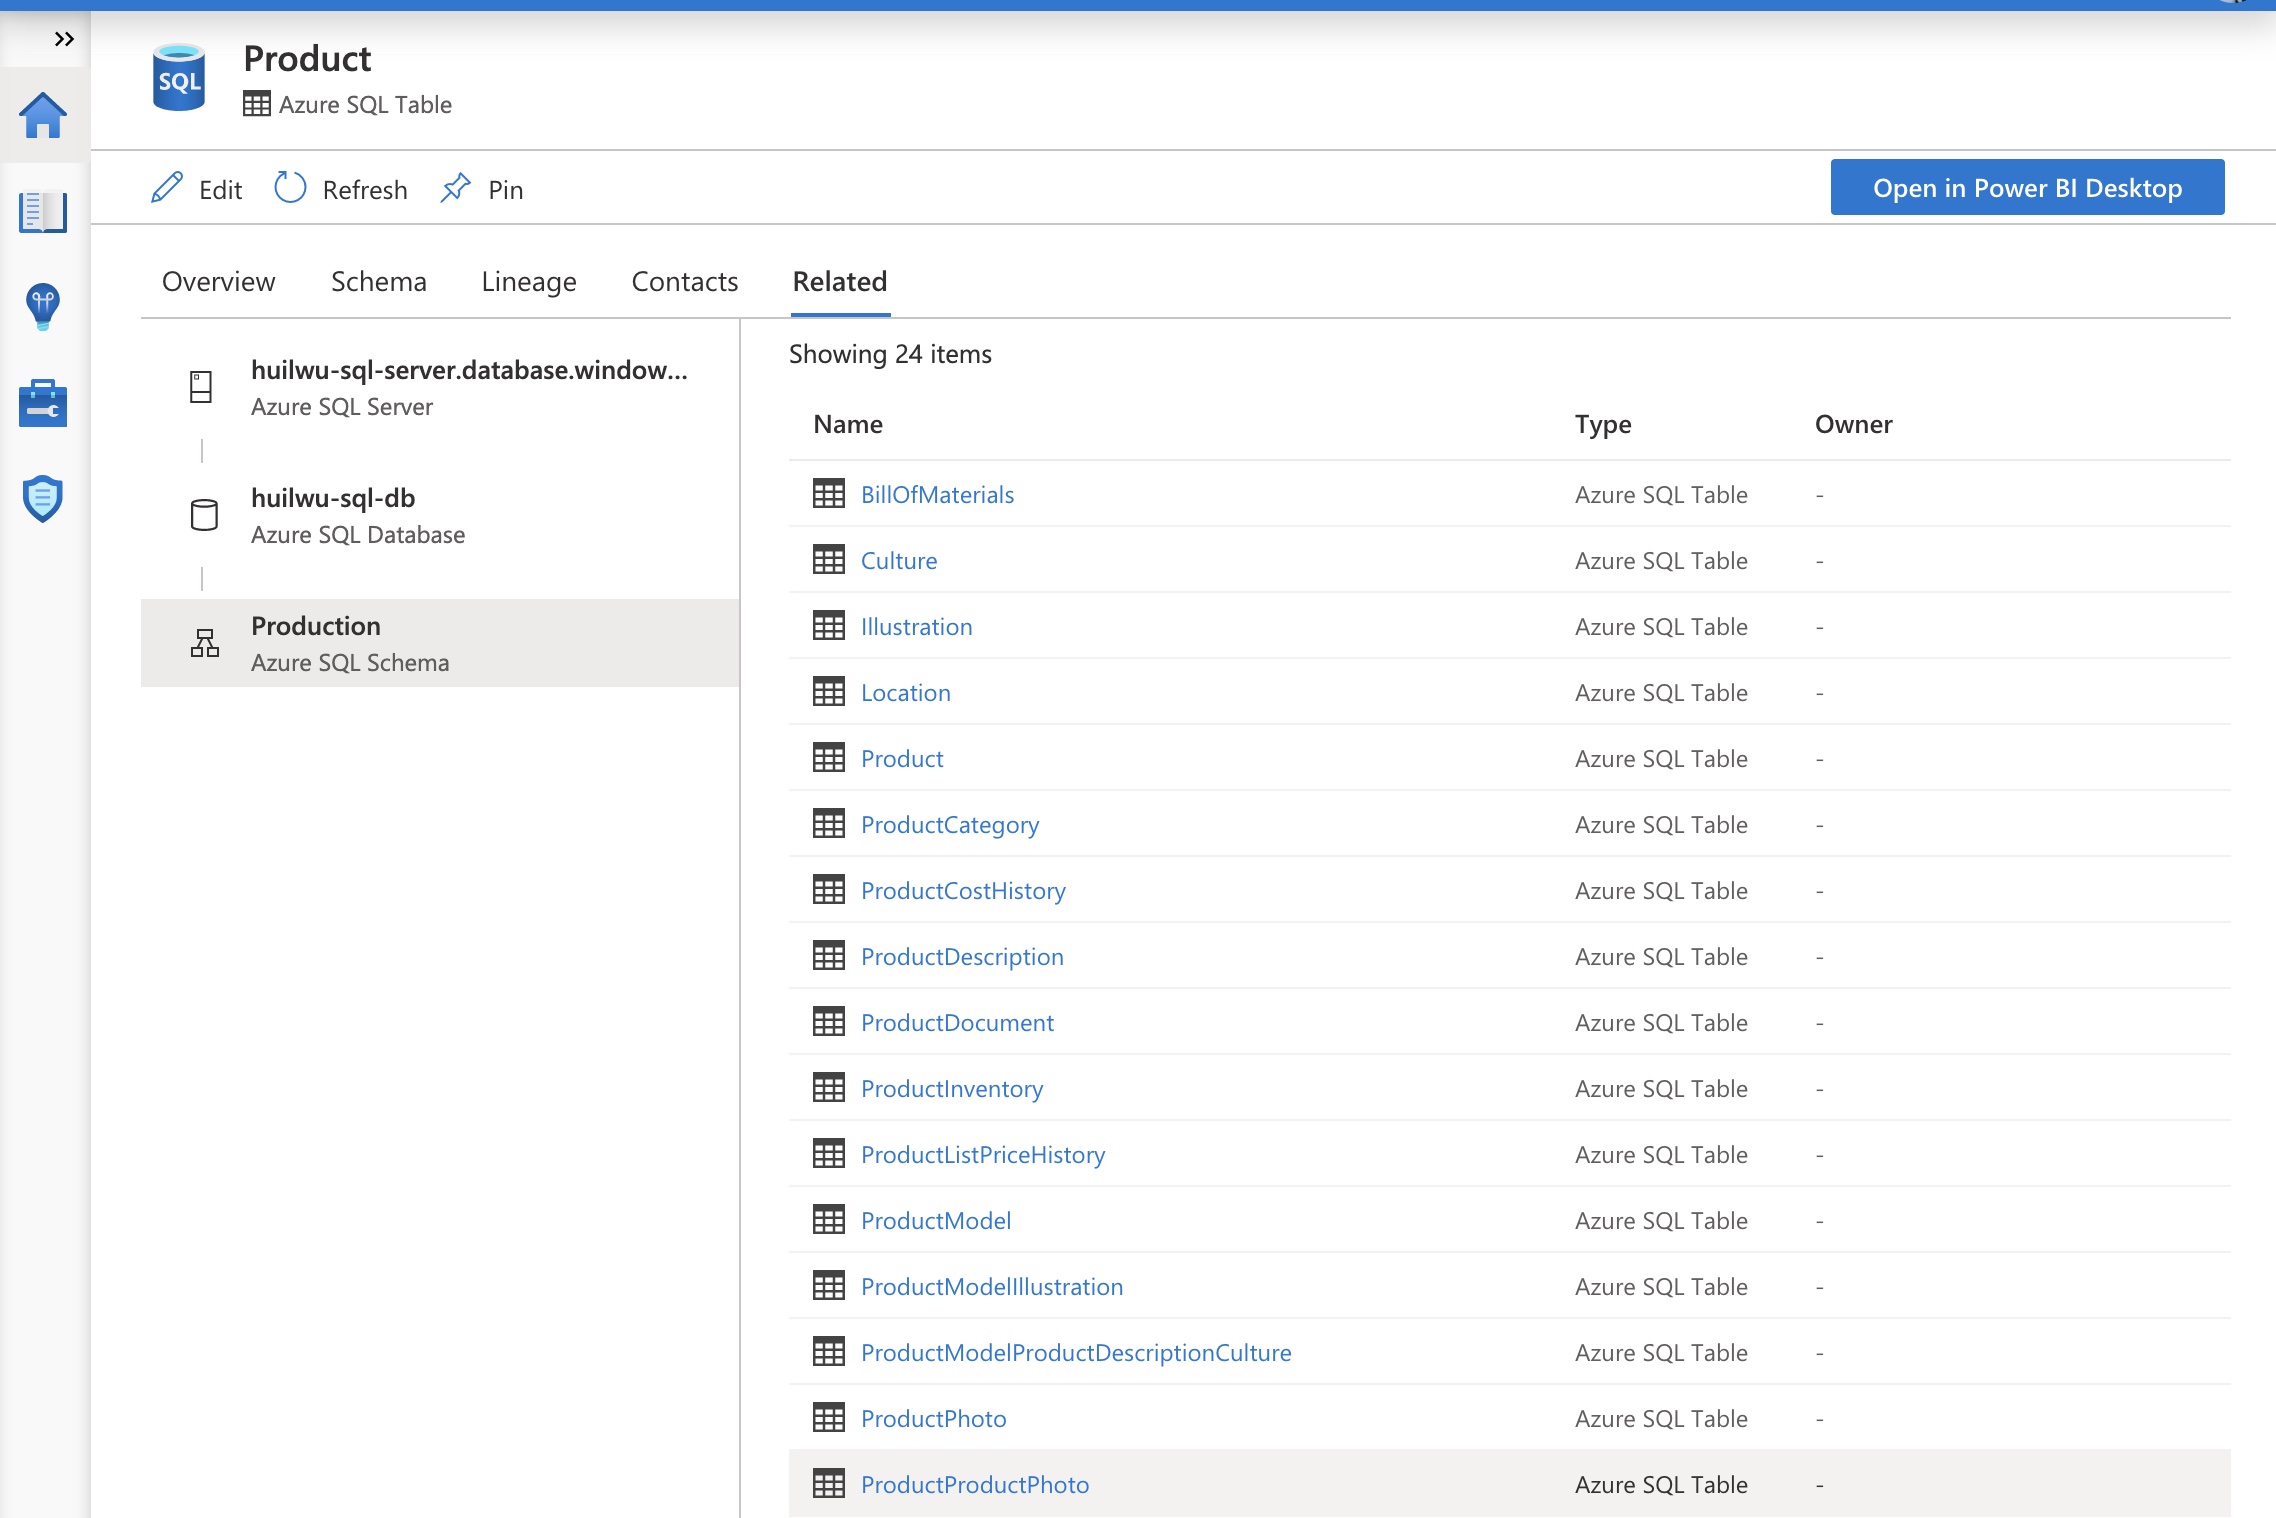 SQL
Product
Azure SQL Table
Edit
Refresh
Pin
Open in Power BI Desktop
Overview Schema Lineage Contacts Related
huilwu-sql-server.database.window...
Azure SQL Server
huilwu-sql-db
Azure SQL Database
Production
Azure SQL Schema
Showing 24 items
Name Type Owner
BillOfMaterials Azure SQL Table -
Culture Azure SQL Table -
Illustration Azure SQL Table -
Location Azure SQL Table -
Product Azure SQL Table -
ProductCategory Azure SQL Table -
ProductCostHistory Azure SQL Table -
ProductDescription Azure SQL Table -
ProductDocument Azure SQL Table -
ProductInventory Azure SQL Table -
ProductListPriceHistory Azure SQL Table -
ProductModel Azure SQL Table -
ProductModelIllustration Azure SQL Table -
ProductModelProductDescriptionCulture Azure SQL Table -
ProductPhoto Azure SQL Table -
ProductProductPhoto Azure SQL Table -